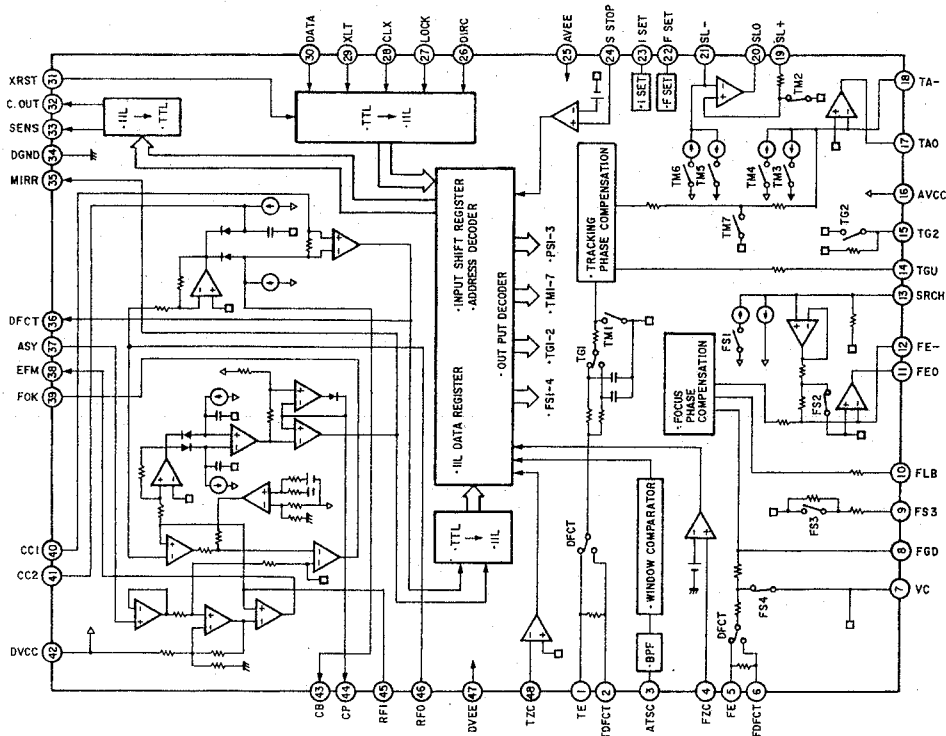 DATA
XLT
CLX
LOCK
DIRC
AVEE
S STOP
I SET
F SET
SL-
SLO
SL+
30
29
28
27
26
25
24
23
22
21
20
19
XRST
31
C.OUT
32
SENS
33
DGND
34
MIRR
35
DFCT
36
ASY
37
EFM
38
FOK
39
CC1
40
CC2
41
DVCC
42
18
TA-
17
TAO
16
AVCC
15
TG2
14
TGU
13
SRCH
12
FE-
11
FEO
10
FLB
9
FS3
8
FGD
7
VC
·IIL → ·TTL
·TTL → ·IIL
·I SET
·F SET
TM2
TM6
TM5
TM4
TM3
TM7
TG2
·TRACKING
PHASE COMPENSATION
·IIL DATA REGISTER
·INPUT SHIFT REGISTER
·ADDRESS DECODER
·OUT PUT DECODER
·PS1-3
·TM1-7
·TG1-2
·FS1-4
TG1
TM1
FS1
·FOCUS
PHASE
COMPENSATION
FS2
FS3
FS4
·TTL → ·IIL
DFCT
·WINDOW COMPARATOR
·BPF
DFCT
43
44
45
46
47
48
1
2
3
4
5
6
CB
CP
RF1
RFO
DVEE
TZC
TE
TDFCT
ATSC
FZC
FE
FDFCT